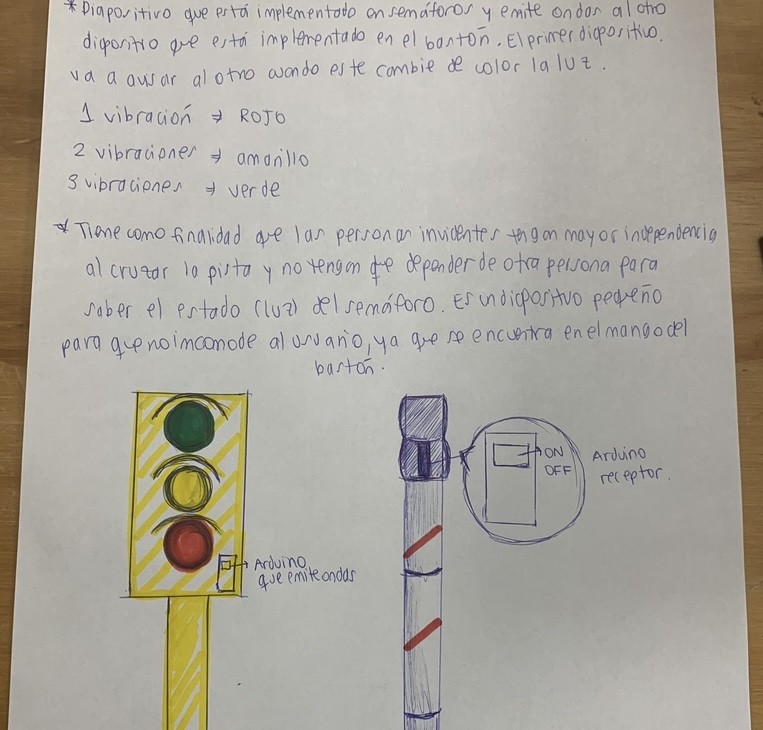 * Diapositivo que está implementado en semáforos y emite ondas al otro
dispositio que está implementado en el bastón. El primer dispositivo.
va a avisar al otro cuando este cambie de color la luz.
1 vibración → ROJO
2 vibraciones → amarillo
3 vibraciones → verde
* Tiene como finalidad que las personas invidentes tengan mayor independencia
al cruzar la pista y no tengan que depender de otra persona para
saber el estado (luz) del semáforo. Es un dispositivo pequeño
para que no incomode al usuario, ya que se encuentra en el mango del
bastón.
ON
OFF
Arduino
receptor.
Arduino
que emite ondas